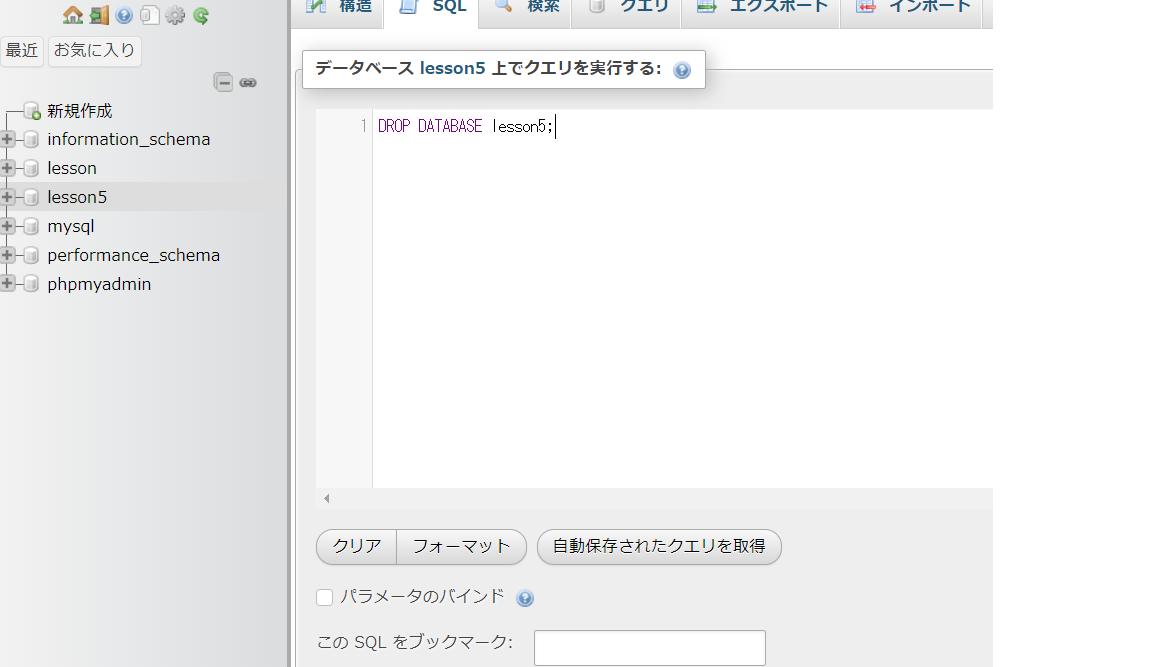 構造 SQL 検索 クエリ エクスポート インポート
最近 お気に入り
データベース lesson5 上でクエリを実行する:
新規作成
information_schema
lesson
lesson5
mysql
performance_schema
phpmyadmin
1 DROP DATABASE lesson5;
クリア フォーマット 自動保存されたクエリを取得
パラメータのバインド
この SQL をブックマーク: